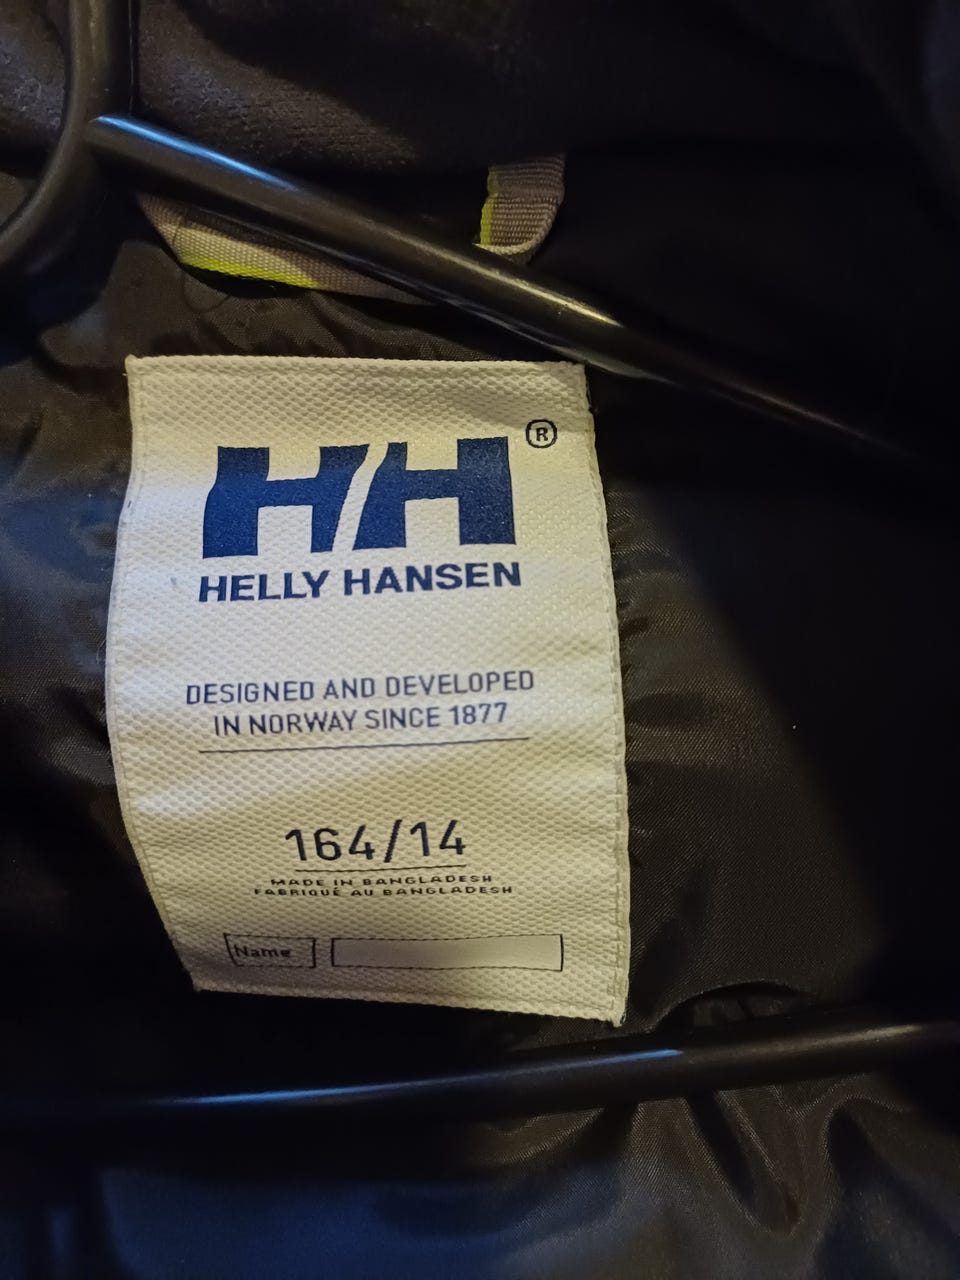 HH®
HELLY HANSEN
DESIGNED AND DEVELOPED
IN NORWAY SINCE 1877
164/14
MADE IN BANGLADESH
FABRIQUÉ AU BANGLADESH
Name